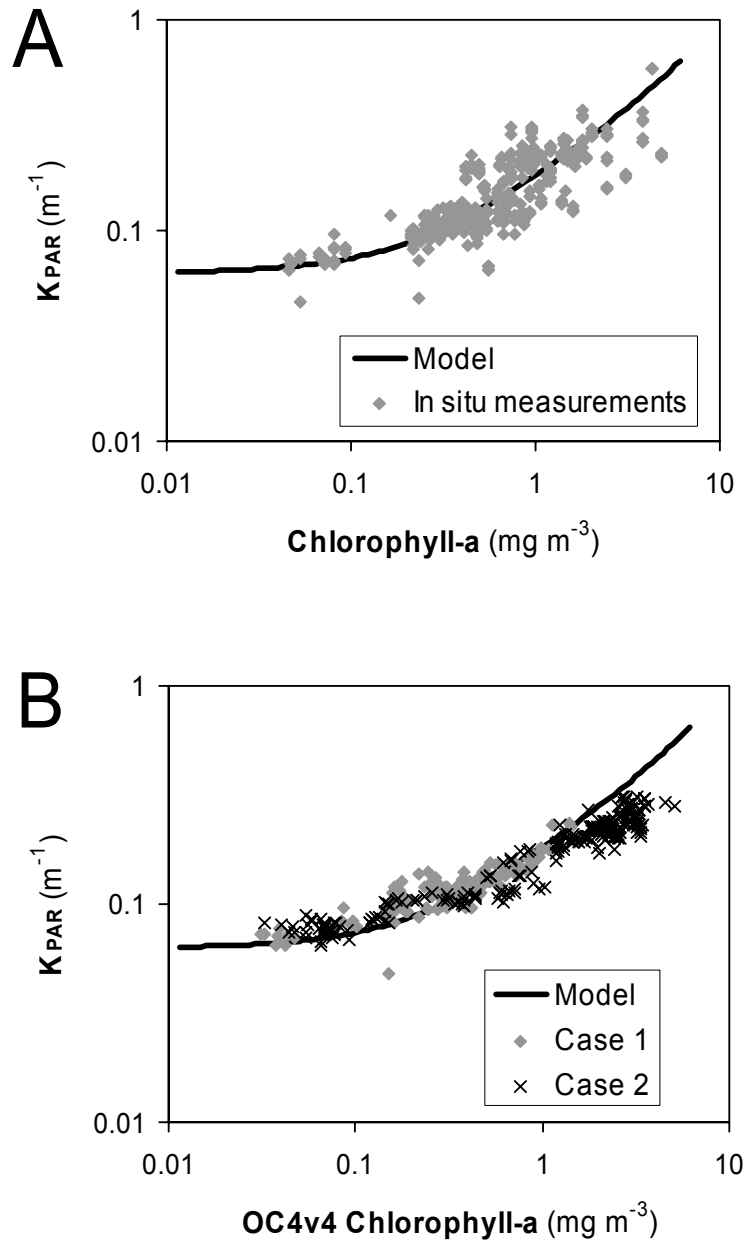 A
1
0.1
0.01
KPAR (m-1)
Model
In situ measurements
0.01
0.1
1
10
Chlorophyll-a (mg m-3)
B
1
0.1
0.01
KPAR (m-1)
Model
Case 1
Case 2
0.01
0.1
1
10
OC4v4 Chlorophyll-a (mg m-3)